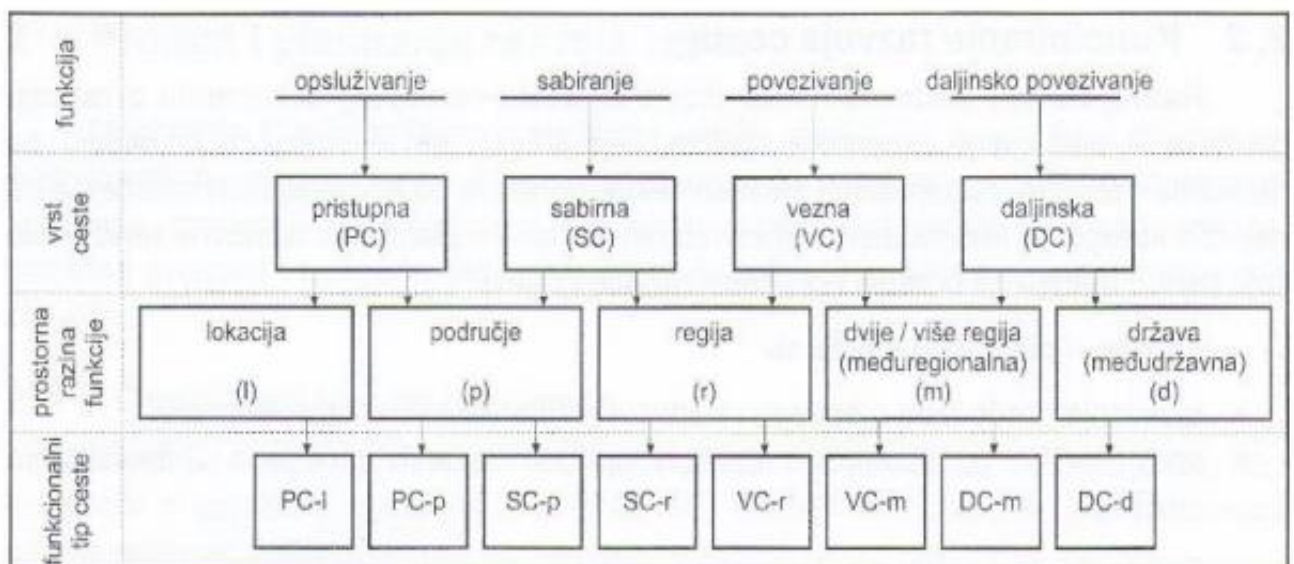 funkcija
opsluživanje
sabiranje
povezivanje
daljinsko povezivanje
vrst
ceste
pristupna
(PC)
sabirna
(SC)
vezna
(VC)
daljinska
(DC)
prostorna
razina
funkcije
lokacija
(l)
područje
(p)
regija
(r)
dvije / više regija
(međuregionalna)
(m)
država
(međudržavna)
(d)
funkcionalni
tip ceste
PC-l
PC-p
SC-p
SC-r
VC-r
VC-m
DC-m
DC-d